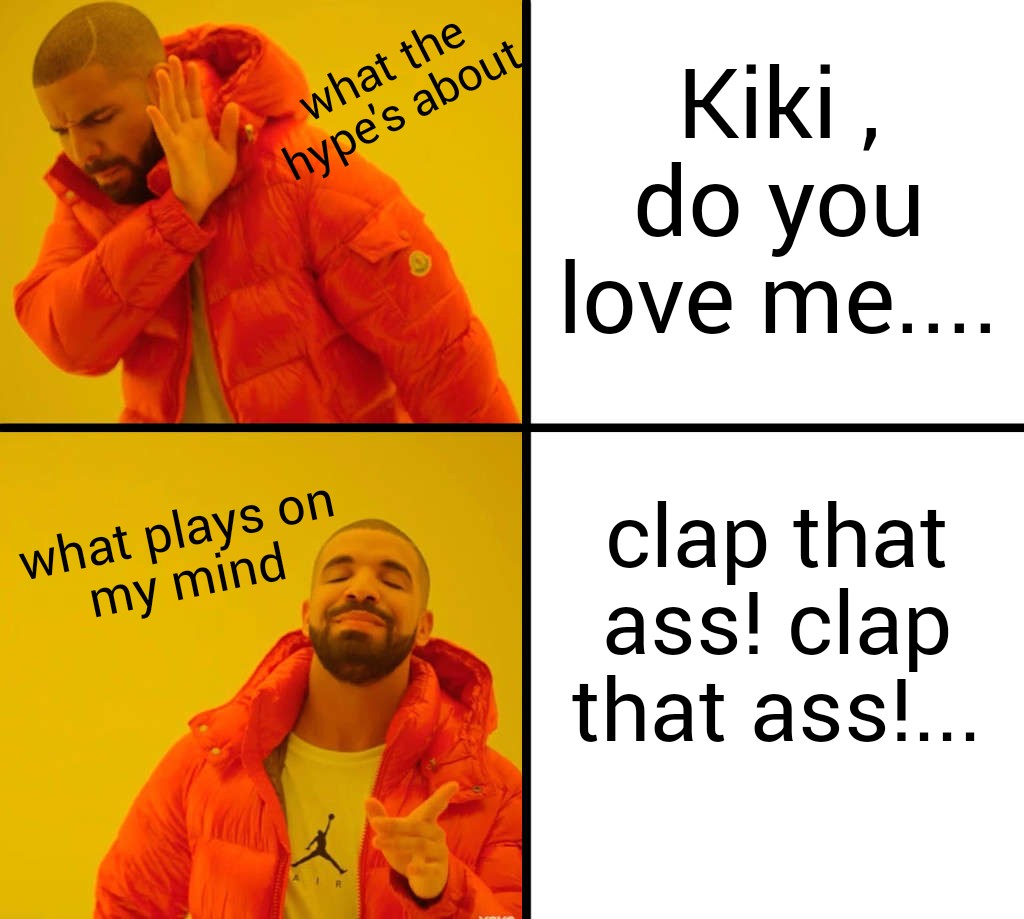 what the
hype's about
Kiki ,
do you
love me....
what plays on
my mind
clap that
ass! clap
that ass!...
AIR